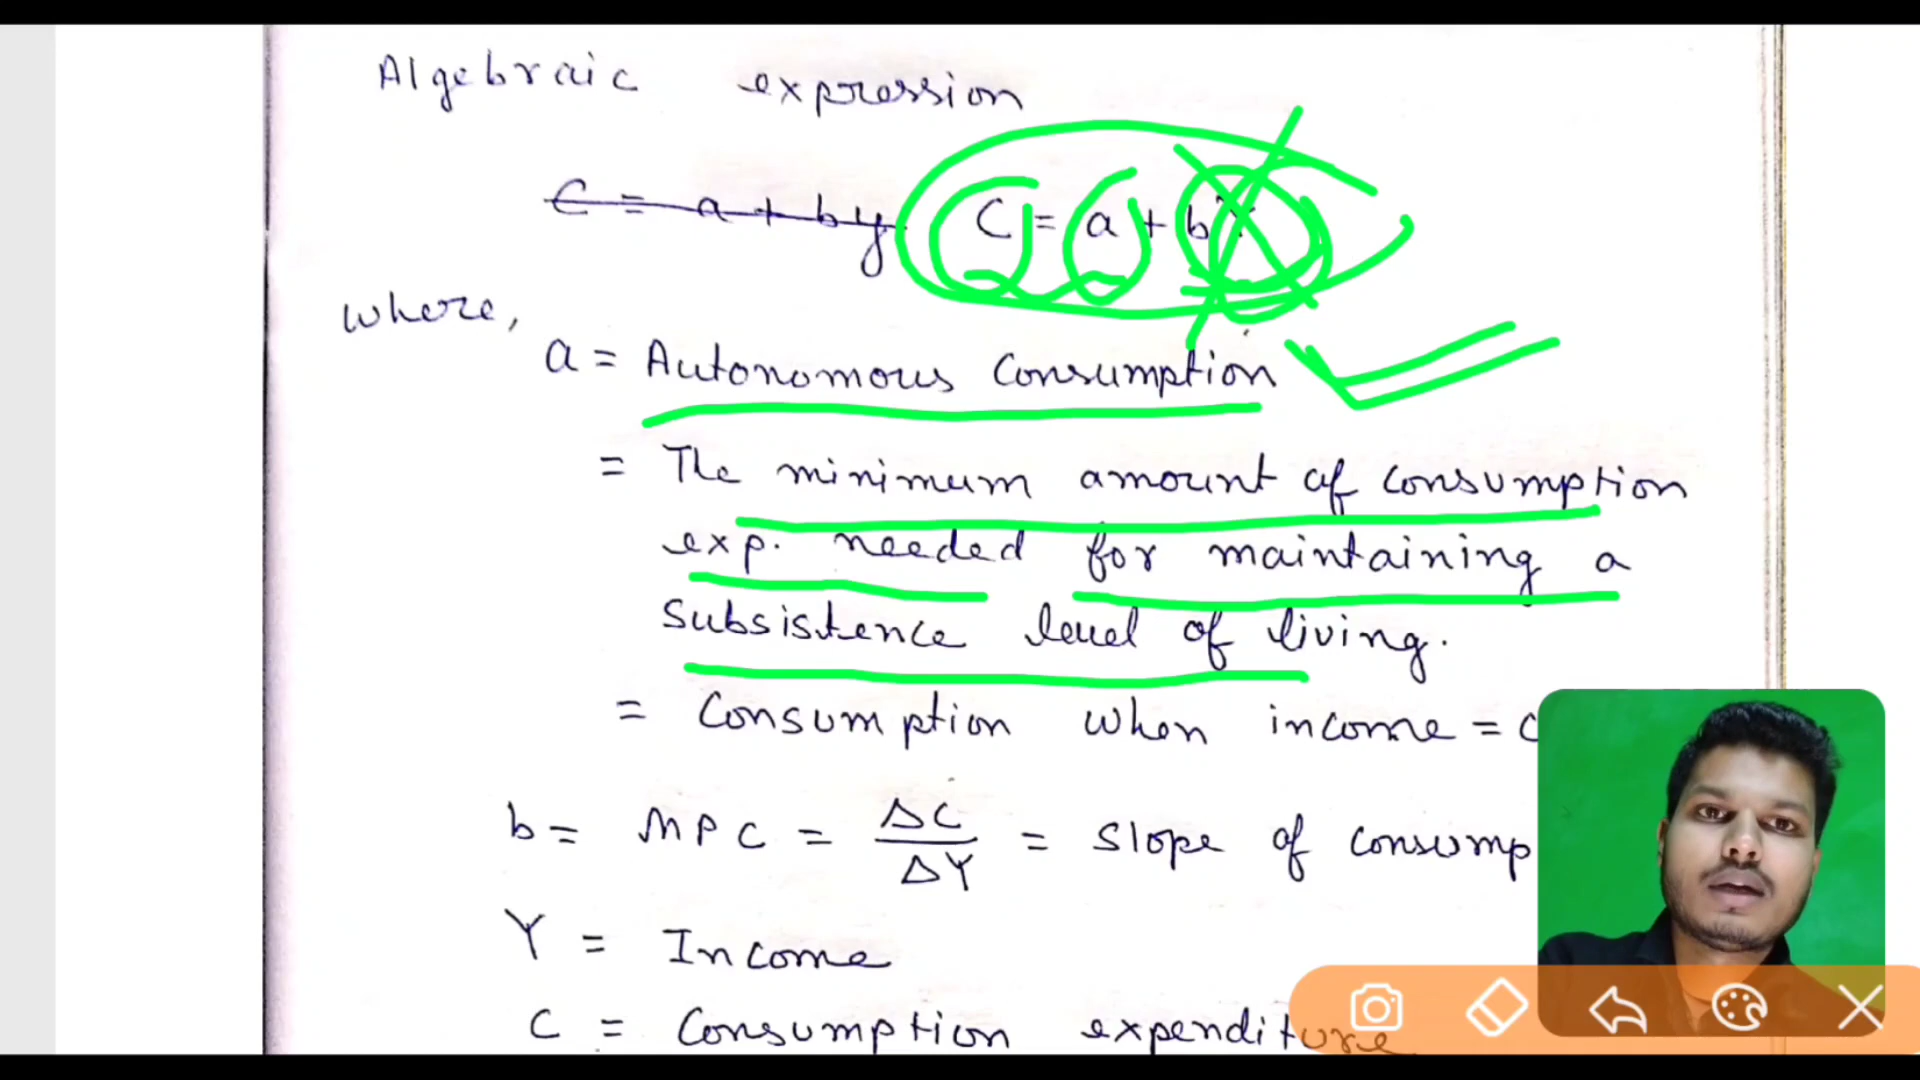 Algebraic expression
C = a + by C = a + bY
where,
a = Autonomous Consumption
= The minimum amount of consumption
exp. needed for maintaining a
subsistence level of living.
= Consumption when income =
b = MPC = ΔC/ΔY = Slope of consump
Y = Income
C = Consumption expenditure